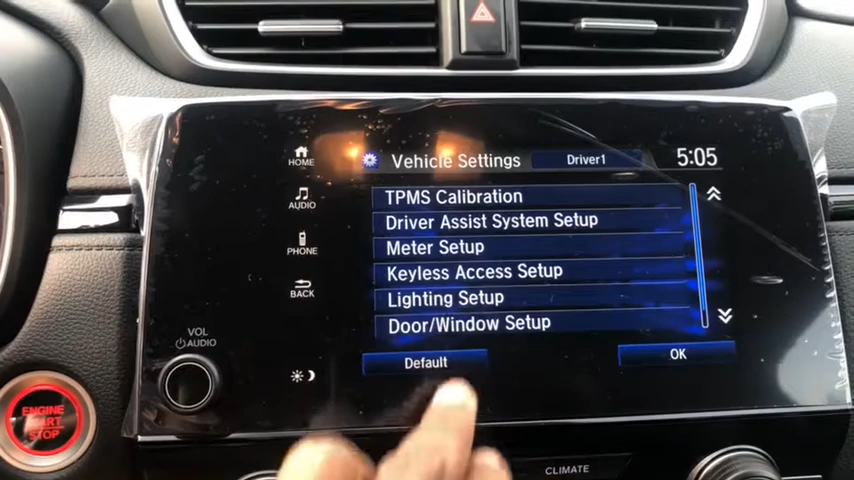 HOME
Vehicle Settings
Driver1
5:05
AUDIO
PHONE
BACK
TPMS Calibration
Driver Assist System Setup
Meter Setup
Keyless Access Setup
Lighting Setup
Door/Window Setup
VOL
AUDIO
Default
OK
ENGINE
START
STOP
CLIMATE